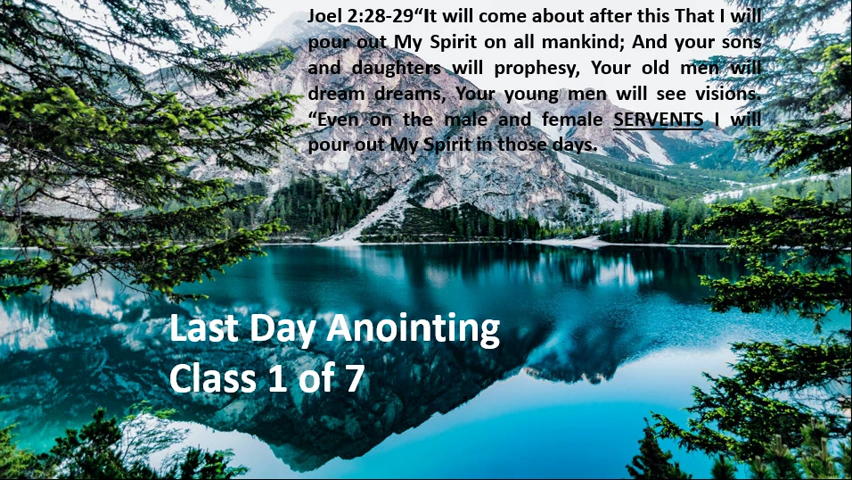 Joel 2:28-29“It will come about after this That I will
pour out My Spirit on all mankind; And your sons
and daughters will prophesy, Your old men will
dream dreams, Your young men will see visions.
“Even on the male and female SERVENTS I will
pour out My Spirit in those days.
Last Day Anointing
Class 1 of 7